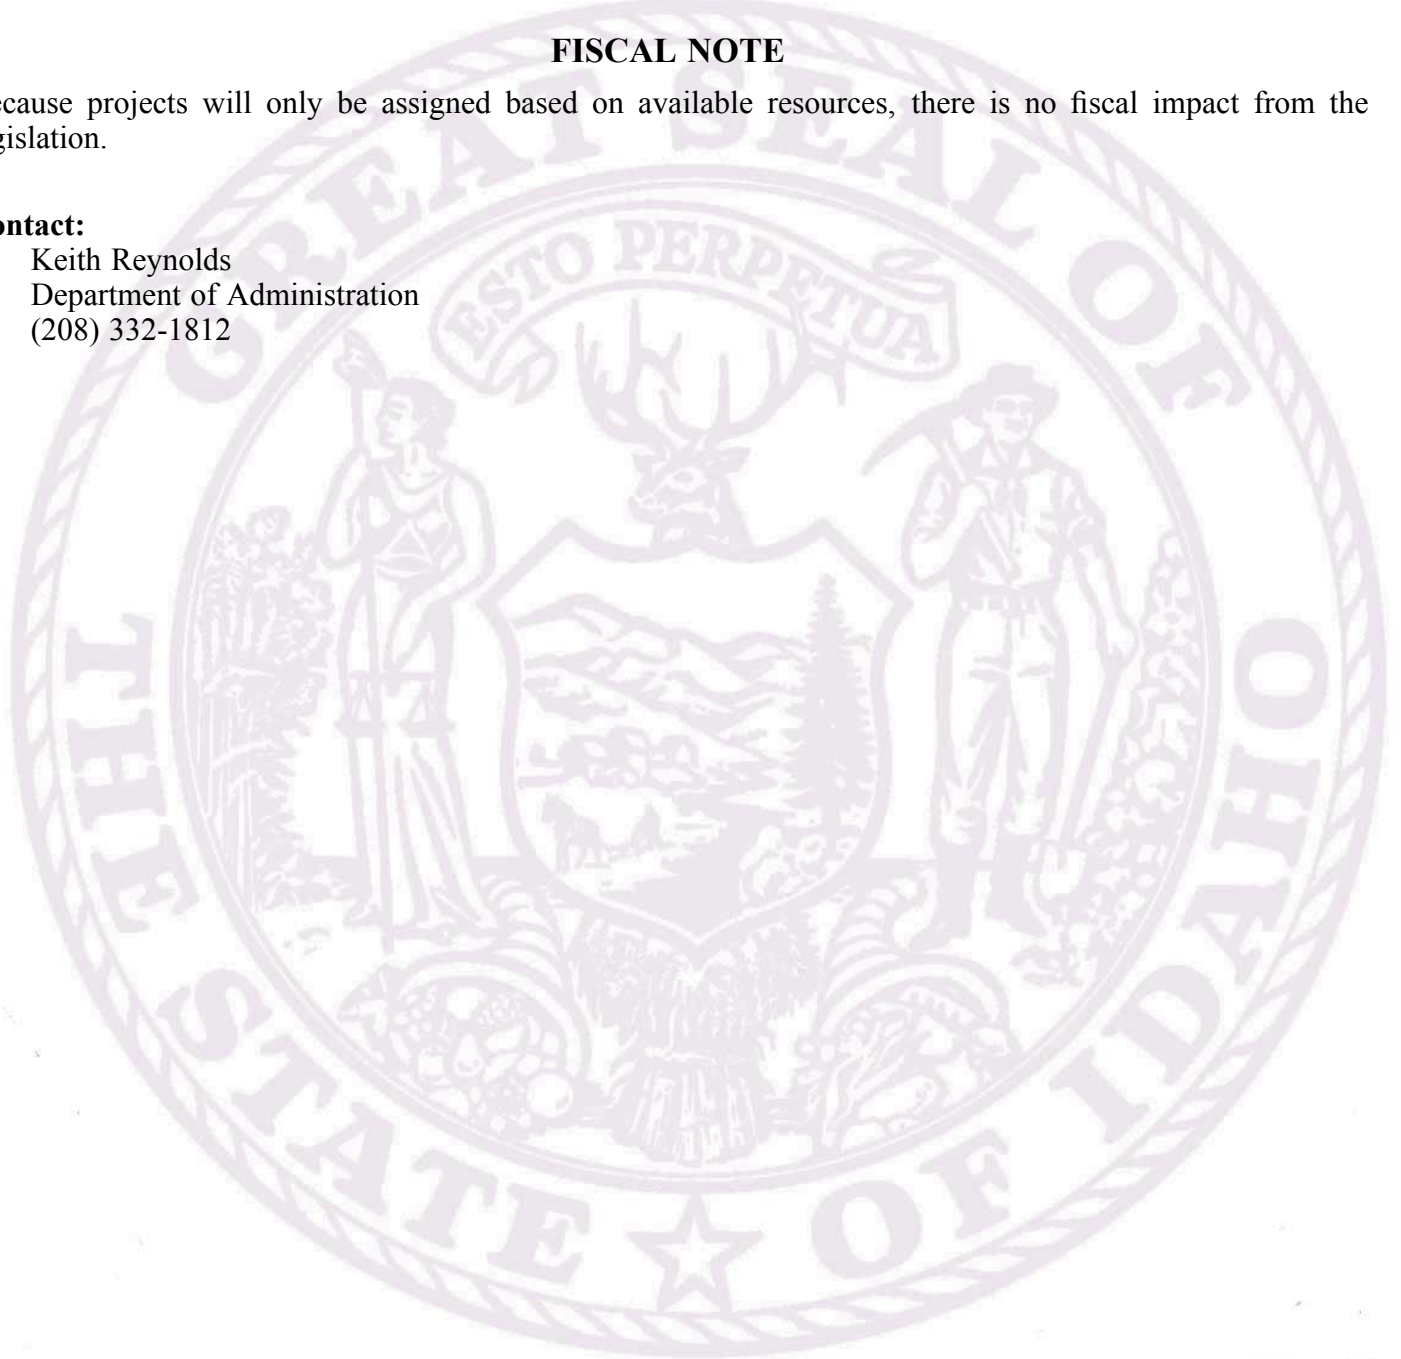 FISCAL NOTE
ecause projects will only be assigned based on available resources, there is no fiscal impact from the
gislation.
ontact:
Keith Reynolds
Department of Administration
(208) 332-1812
GREAT SEAL OF
ESTO PERPETUA
THE STATE OF IDAHO